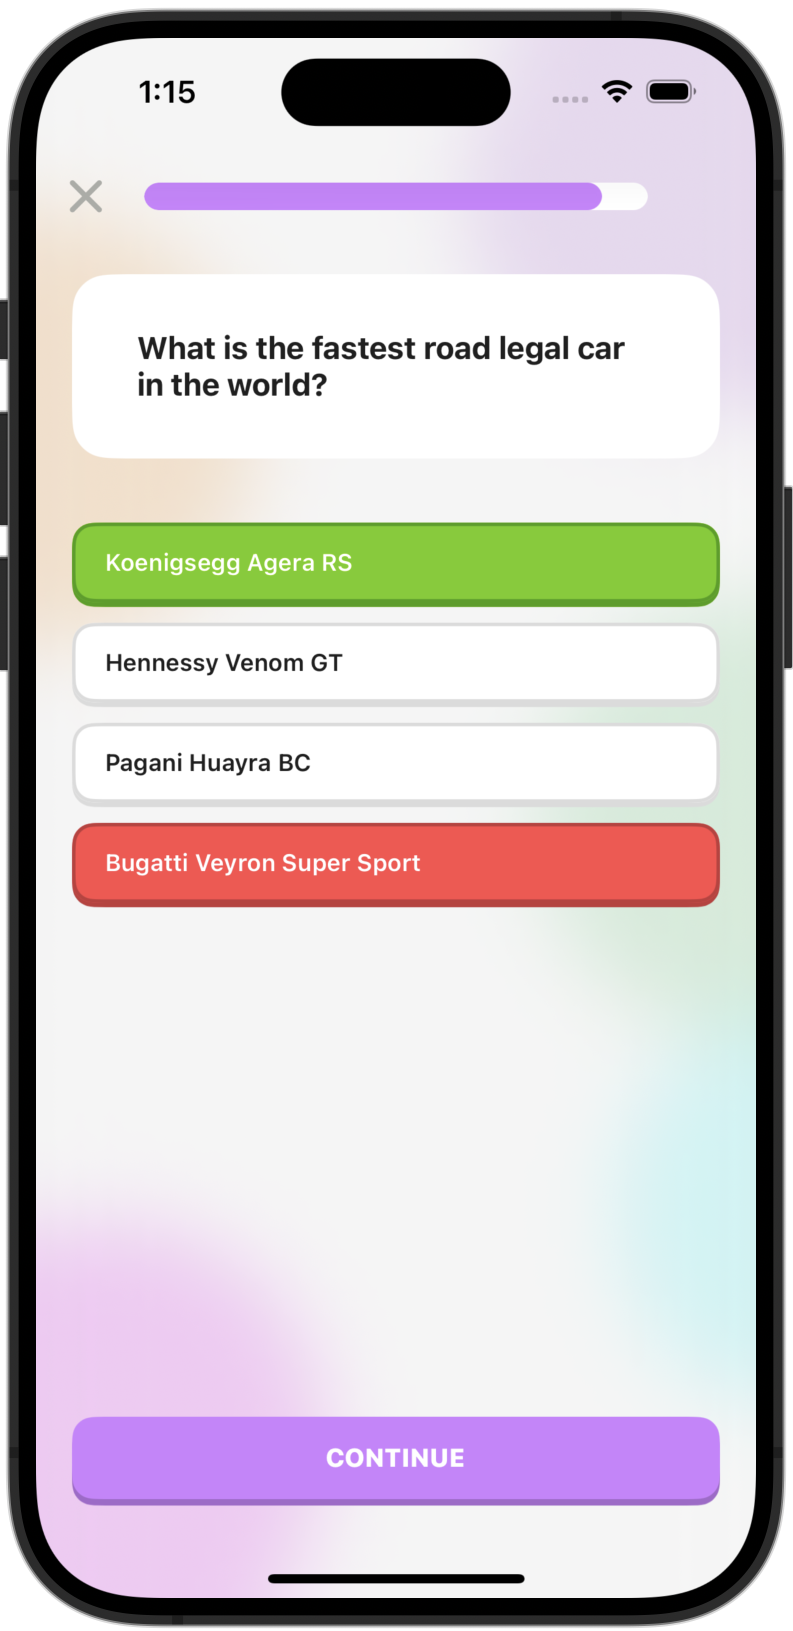 1:15
What is the fastest road legal car
in the world?
Koenigsegg Agera RS
Hennessy Venom GT
Pagani Huayra BC
Bugatti Veyron Super Sport
CONTINUE